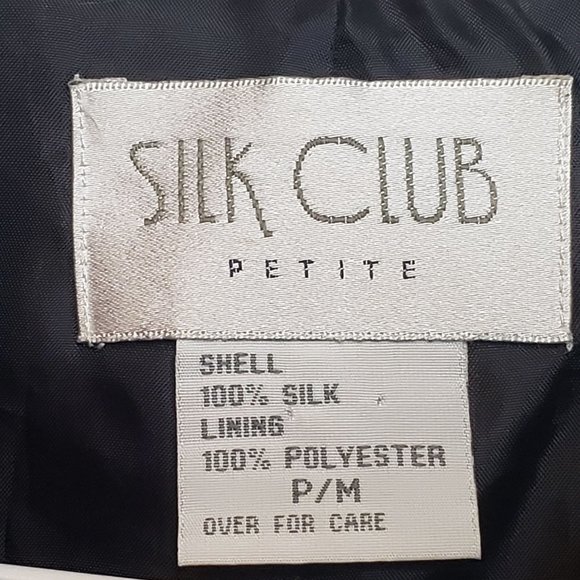 SILK CLUB
PETITE
SHELL
100% SILK
LINING
100% POLYESTER
P/M
OVER FOR CARE